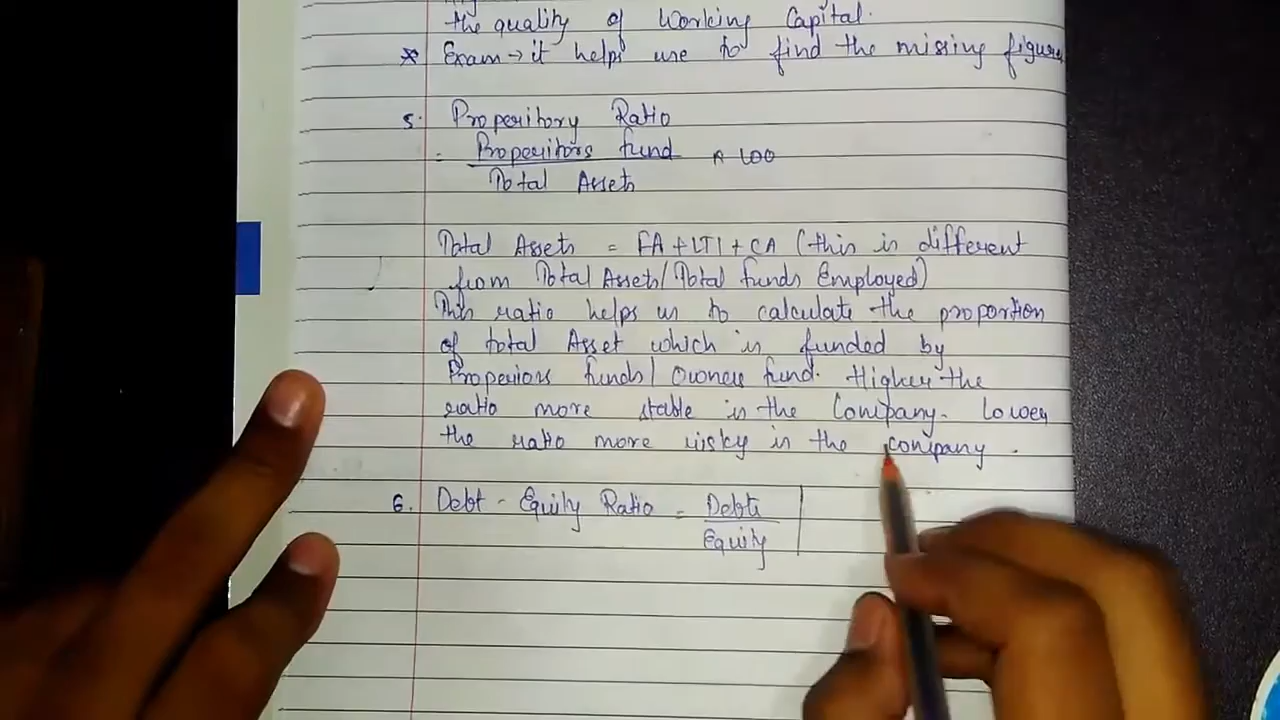 the quality of Working Capital.
* Exam → it helps use to find the missing figure
5. Properitory Ratio
= Properitors fund × 100
Total Assets
Total Assets = FA + LTI + CA (this is different
from Total Assets/Total funds Employed)
This ratio helps us to calculate the proportion
of total Asset which is funded by
Properiors funds/Owners fund. Higher the
ratio more stable is the Company. Lower
the ratio more risky is the company.
6. Debt - Equity Ratio = Debts
Equity